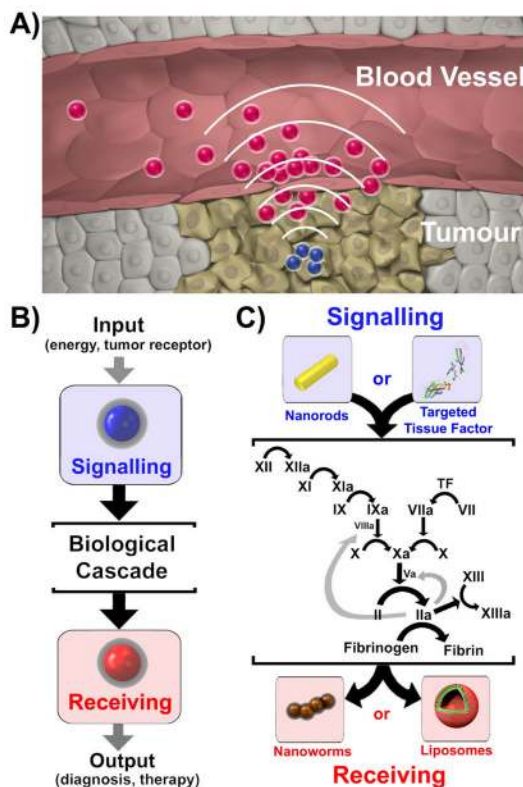 A)
Blood Vessel
Tumour
B)
Input
(energy, tumor receptor)
Signalling
Biological
Cascade
Receiving
Output
(diagnosis, therapy)
C)
Signalling
or
Nanorods
Targeted
Tissue Factor
XII XIIa
XI XIa
TF
IX IXa VIIa VII
VIIIa
X Xa X
Va
XIII
II IIa
XIIIa
Fibrinogen Fibrin
or
Nanoworms
Liposomes
Receiving